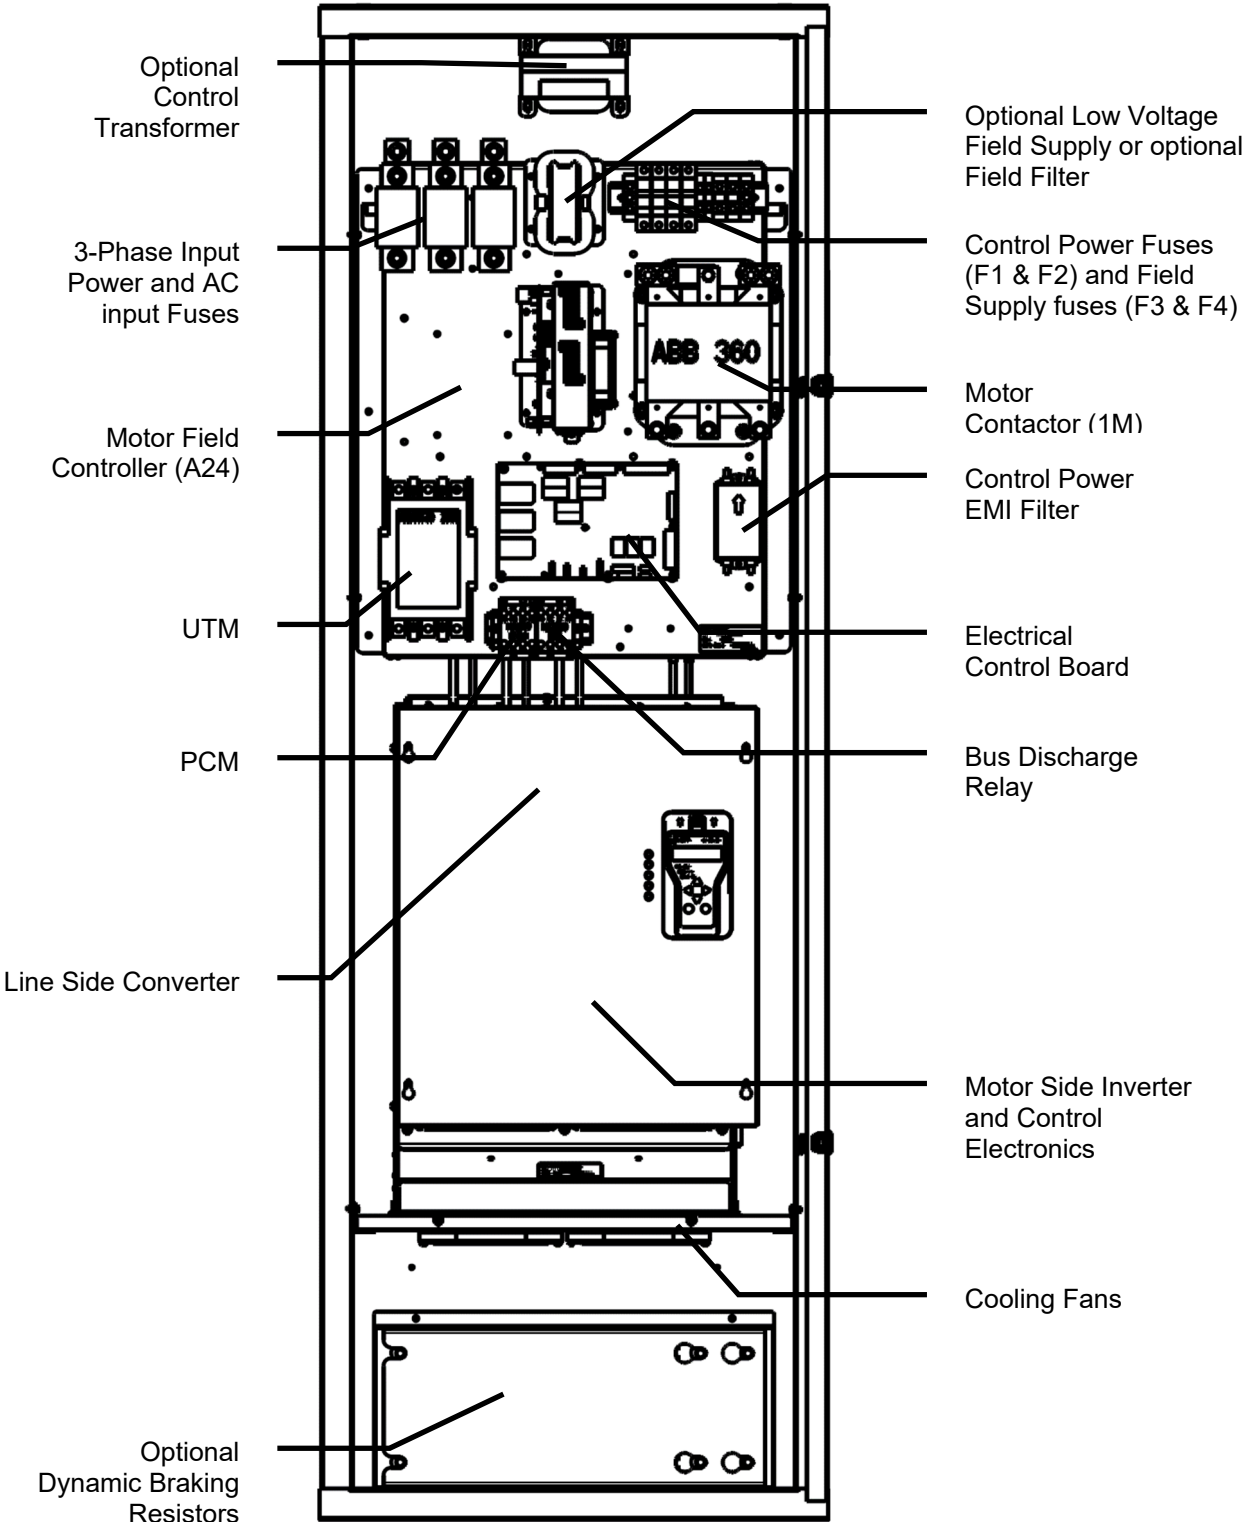 Optional
Control
Transformer
Optional Low Voltage
Field Supply or optional
Field Filter
3-Phase Input
Power and AC
input Fuses
Control Power Fuses
(F1 & F2) and Field
Supply fuses (F3 & F4)
ABB 360
Motor
Contactor (1M)
Motor Field
Controller (A24)
Control Power
EMI Filter
UTM
Electrical
Control Board
PCM
Bus Discharge
Relay
Line Side Converter
Motor Side Inverter
and Control
Electronics
Cooling Fans
Optional
Dynamic Braking
Resistors